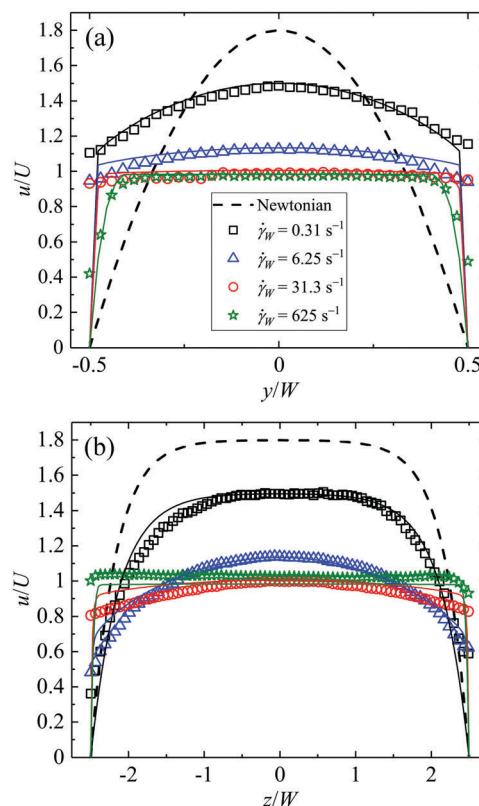 (a)
1.8
1.6
1.4
1.2
1
0.8
0.6
0.4
0.2
0
u/U
Newtonian
γ̇W = 0.31 s⁻¹
γ̇W = 6.25 s⁻¹
γ̇W = 31.3 s⁻¹
γ̇W = 625 s⁻¹
-0.5 0 0.5
y/W
(b)
1.8
1.6
1.4
1.2
1
0.8
0.6
0.4
0.2
0
u/U
-2 -1 0 1 2
z/W